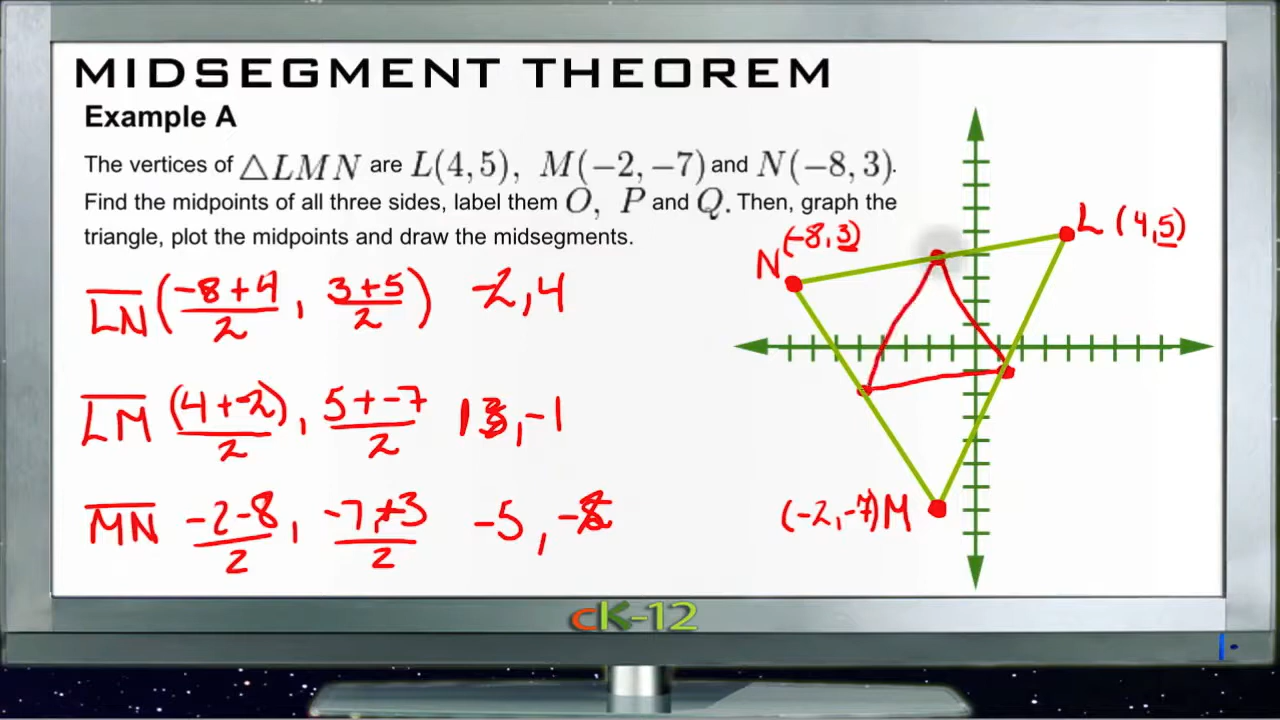 MIDSEGMENT THEOREM
Example A
The vertices of △LMN are L(4, 5), M(−2, −7) and N(−8, 3).
Find the midpoints of all three sides, label them O, P and Q. Then, graph the
triangle, plot the midpoints and draw the midsegments.
LN (-8+4/2, 3+5/2) -2, 4
LM (4+-2)/2, 5+-7/2 1, -1
MN -2-8/2, -7+3/2 -5, -2
N (-8, 3)
L (4, 5)
(-2, -7) M
cK-12